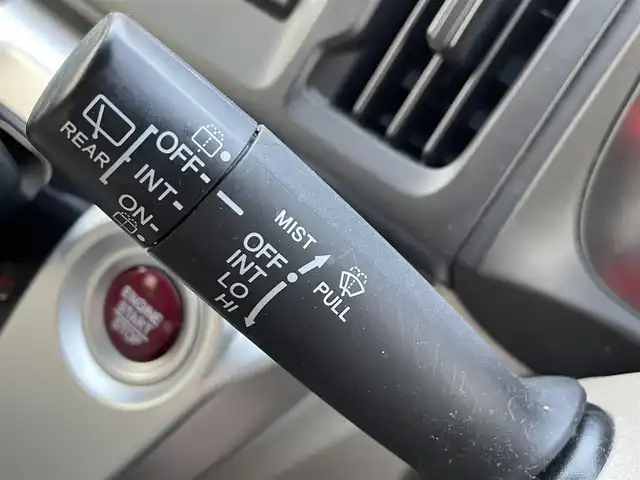 REAR
OFF-
INT-
ON-
MIST
OFF
INT
LO
HI
PULL
ENGINE
START
STOP